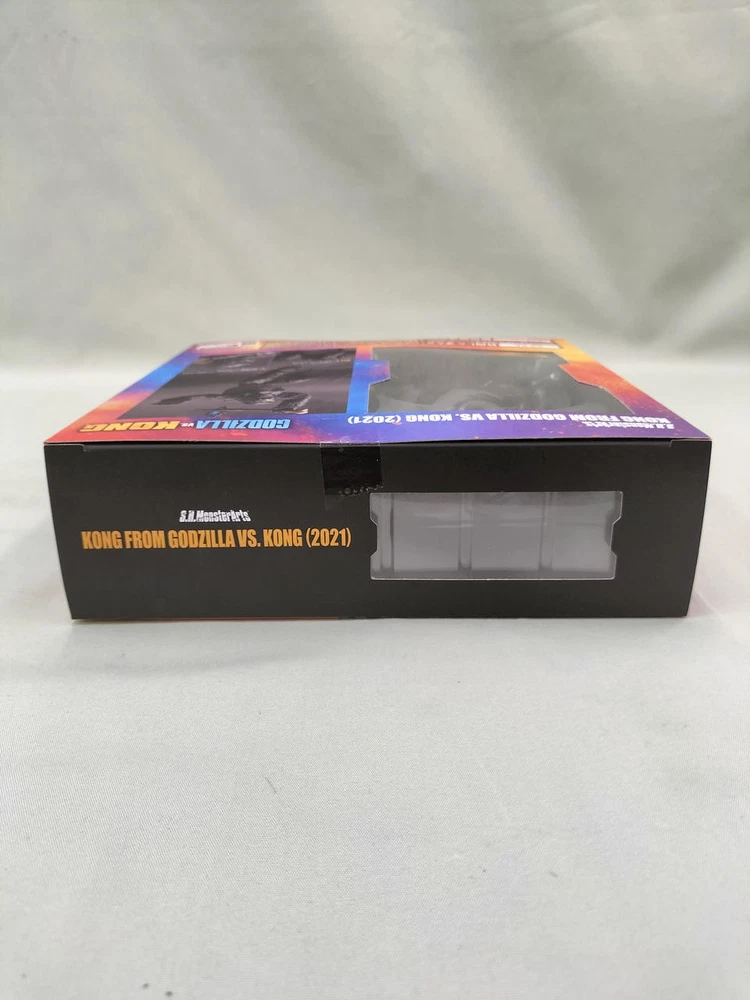 GODZILLA VS. KONG
S.H.MonsterArts
KONG FROM GODZILLA VS. KONG (2021)
S.H.MonsterArts
KONG FROM GODZILLA VS. KONG (2021)